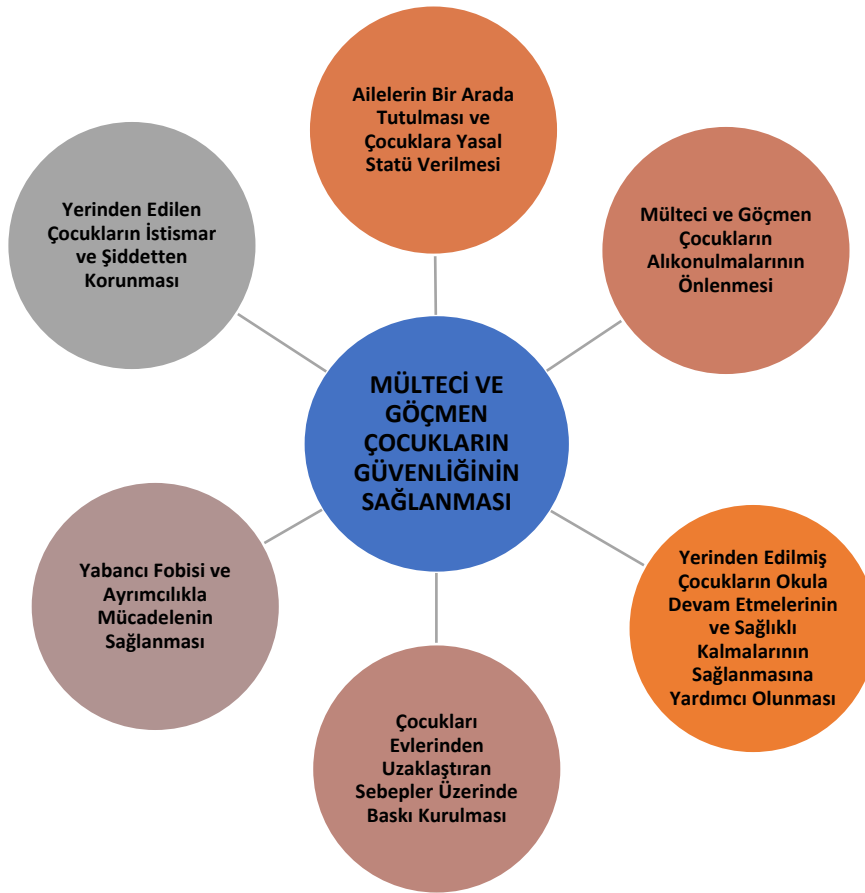 Ailelerin Bir Arada
Tutulması ve
Çocuklara Yasal
Statü Verilmesi
Mülteci ve Göçmen
Çocukların
Alıkonulmalarının
Önlenmesi
Yerinden Edilmiş
Çocukların Okula
Devam Etmelerinin
ve Sağlıklı
Kalmalarının
Sağlanmasına
Yardımcı Olunması
Çocukları
Evlerinden
Uzaklaştıran
Sebepler Üzerinde
Baskı Kurulması
Yabancı Fobisi ve
Ayrımcılıkla
Mücadelenin
Sağlanması
Yerinden Edilen
Çocukların İstismar
ve Şiddetten
Korunması
MÜLTECİ VE
GÖÇMEN
ÇOCUKLARIN
GÜVENLİĞİNİN
SAĞLANMASI